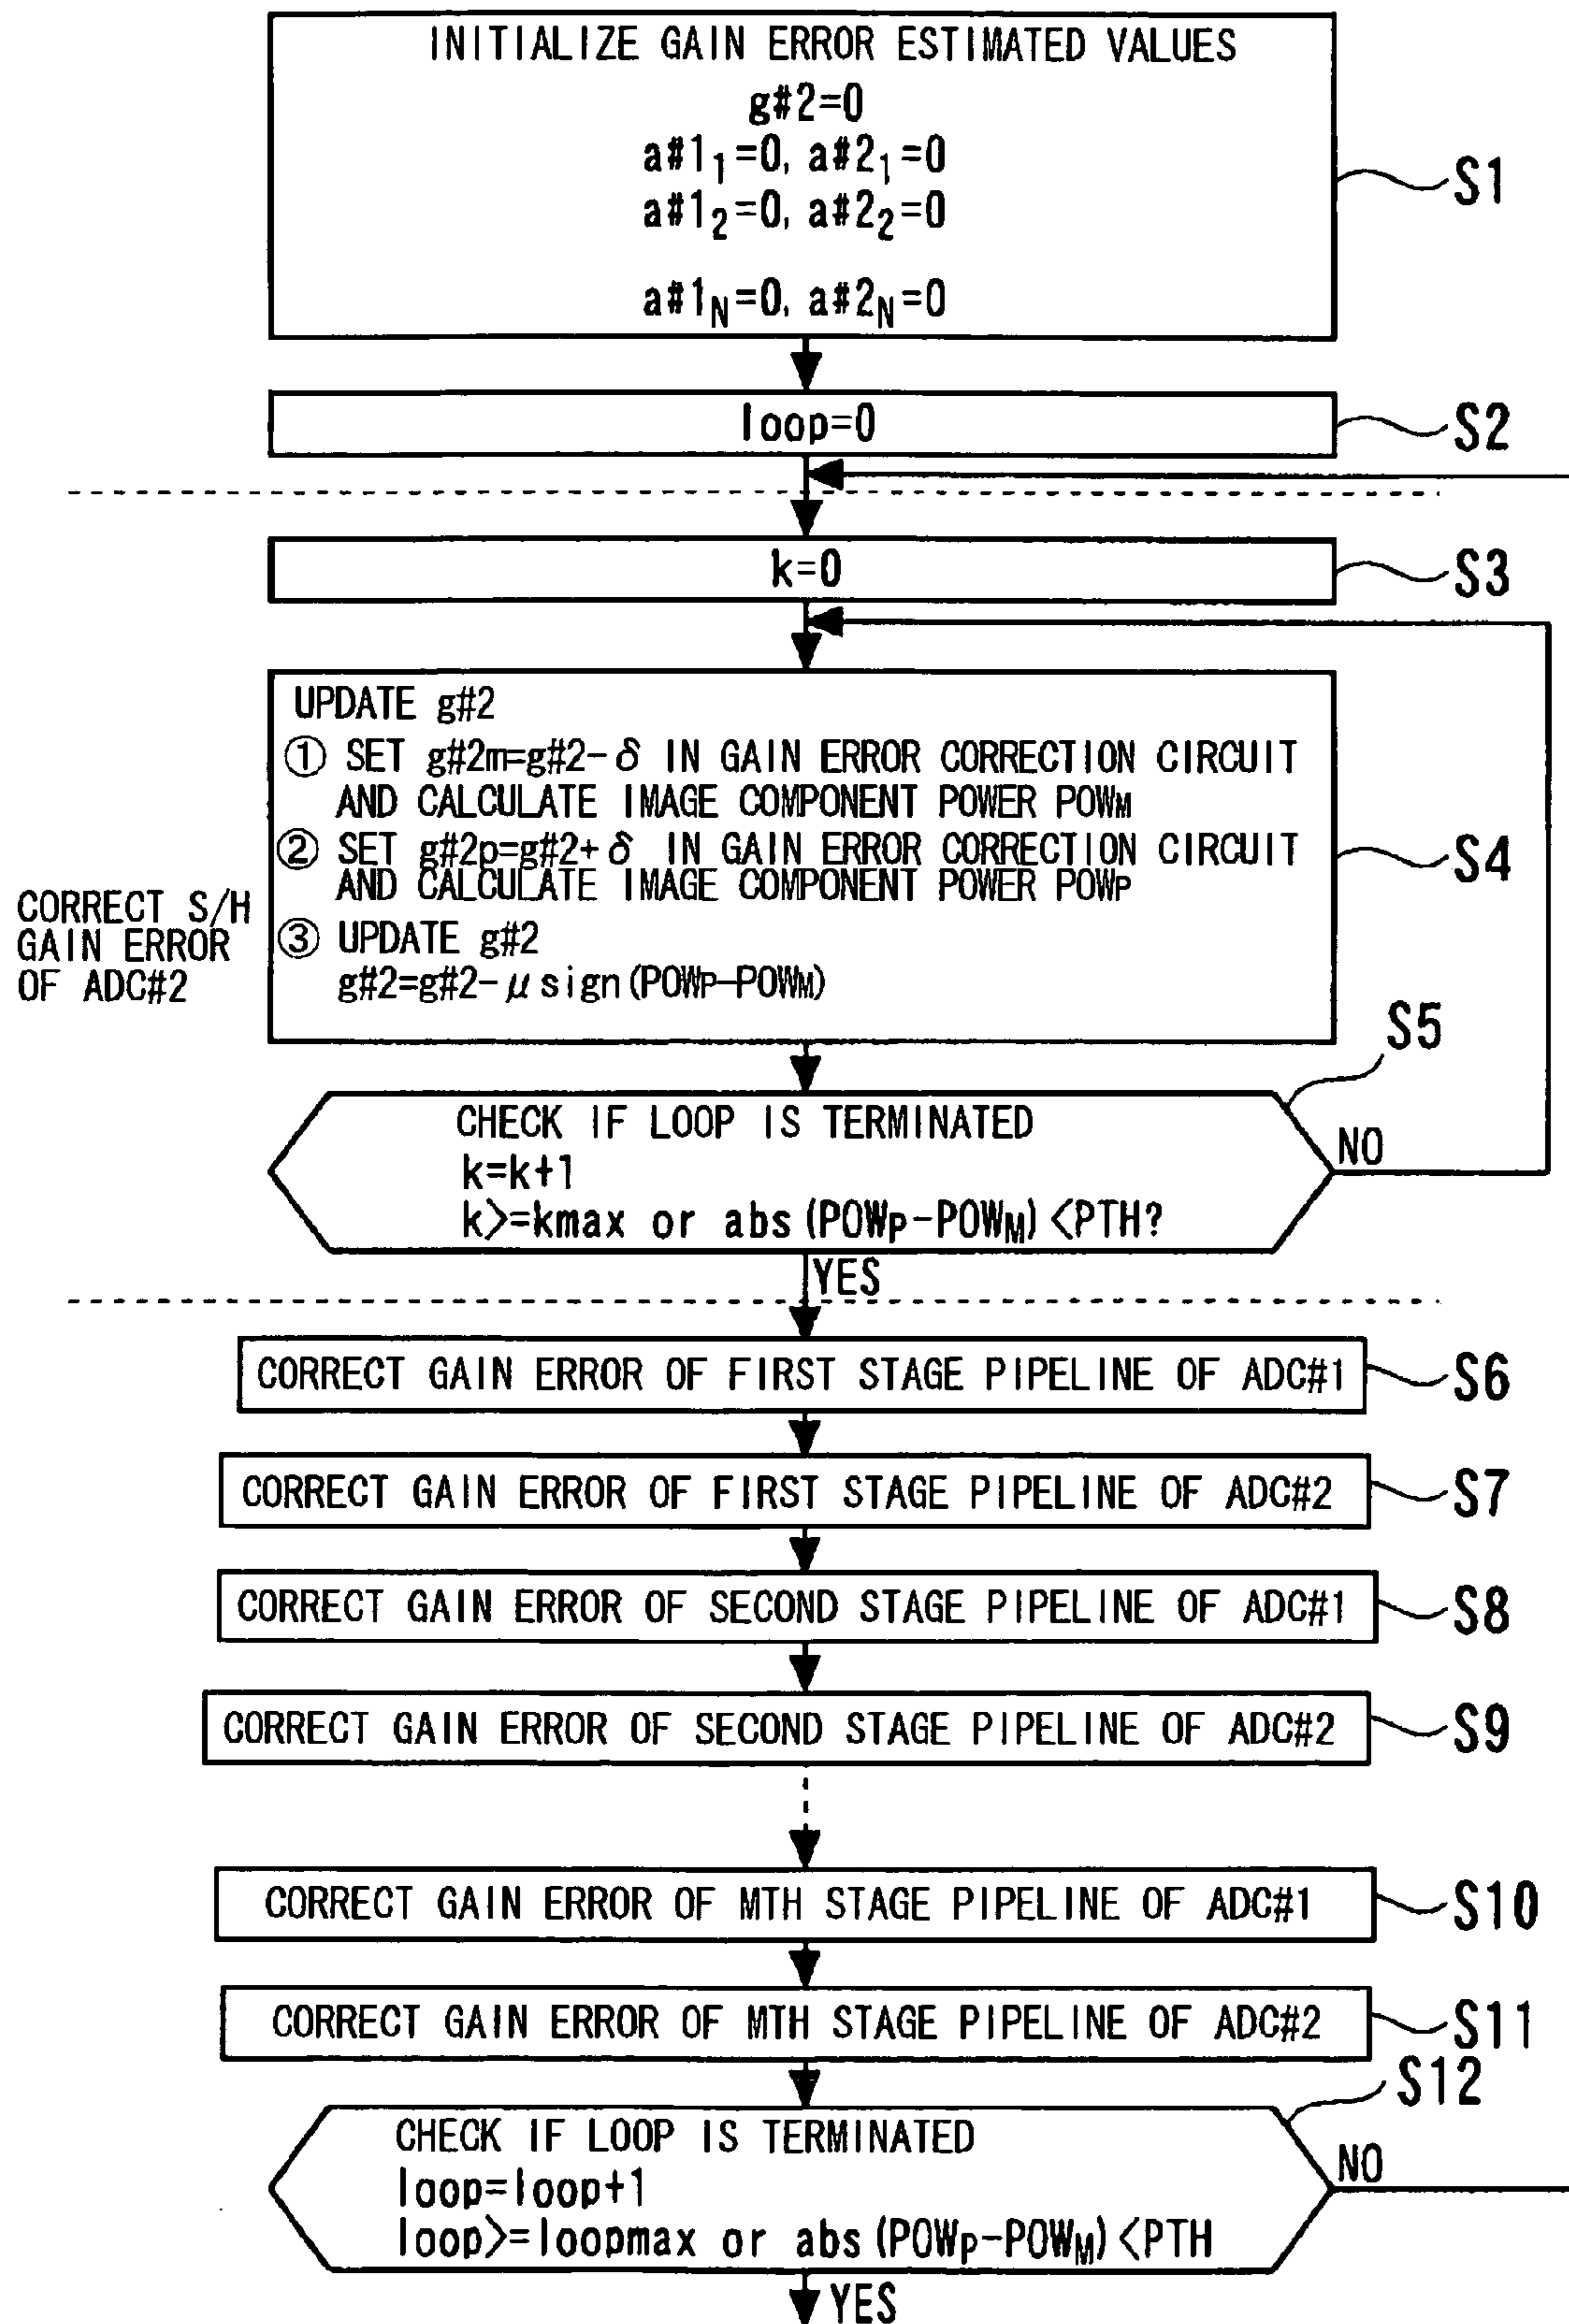 INITIALIZE GAIN ERROR ESTIMATED VALUES
g#2=0
a#1₁=0, a#2₁=0
a#1₂=0, a#2₂=0
a#1N=0, a#2N=0
S1
loop=0
S2
k=0
S3
UPDATE g#2
① SET g#2m=g#2-δ IN GAIN ERROR CORRECTION CIRCUIT
AND CALCULATE IMAGE COMPONENT POWER POWM
② SET g#2p=g#2+δ IN GAIN ERROR CORRECTION CIRCUIT
AND CALCULATE IMAGE COMPONENT POWER POWP
③ UPDATE g#2
g#2=g#2-μsign(POWP-POWM)
S4
CORRECT S/H
GAIN ERROR
OF ADC#2
S5
CHECK IF LOOP IS TERMINATED
k=k+1
k>=kmax or abs(POWP-POWM)<PTH?
NO
YES
CORRECT GAIN ERROR OF FIRST STAGE PIPELINE OF ADC#1
S6
CORRECT GAIN ERROR OF FIRST STAGE PIPELINE OF ADC#2
S7
CORRECT GAIN ERROR OF SECOND STAGE PIPELINE OF ADC#1
S8
CORRECT GAIN ERROR OF SECOND STAGE PIPELINE OF ADC#2
S9
CORRECT GAIN ERROR OF MTH STAGE PIPELINE OF ADC#1
S10
CORRECT GAIN ERROR OF MTH STAGE PIPELINE OF ADC#2
S11
S12
CHECK IF LOOP IS TERMINATED
loop=loop+1
loop>=loopmax or abs(POWP-POWM)<PTH
NO
YES